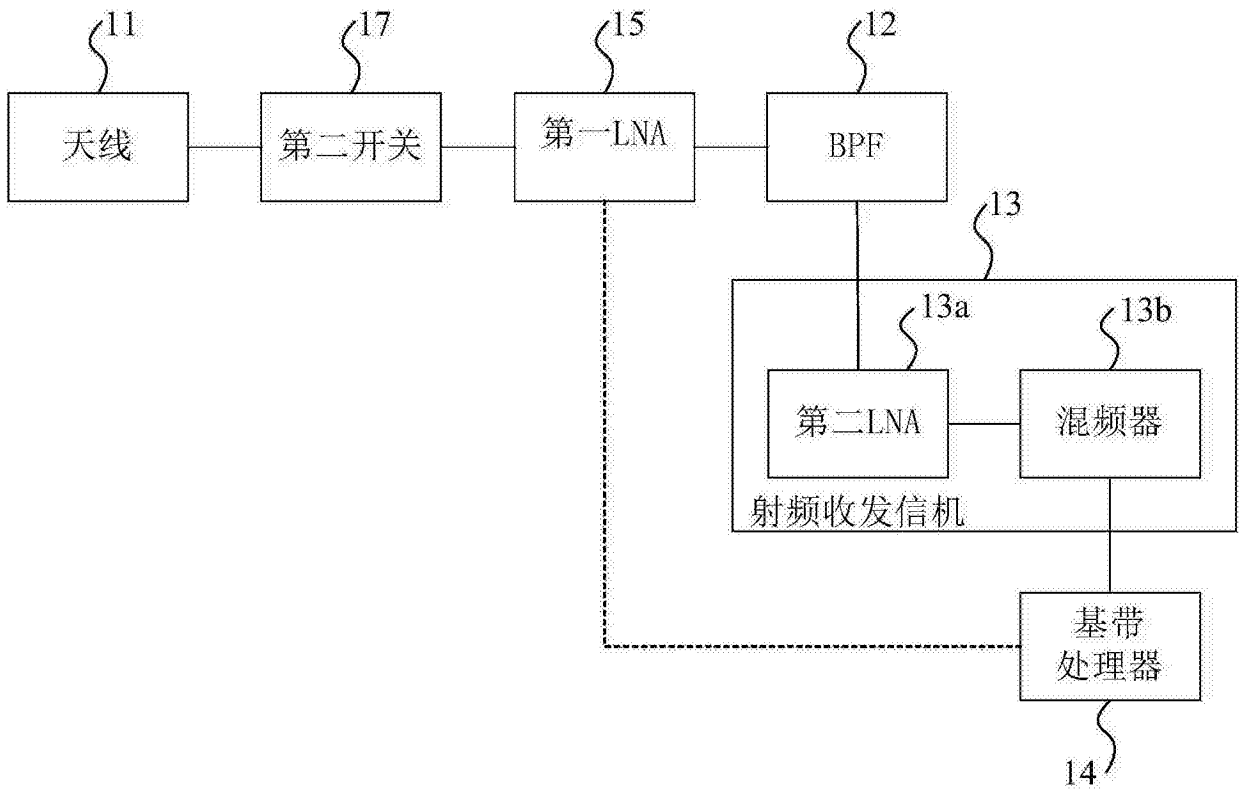 11
17
15
12
天线
第二开关
第一LNA
BPF
13
13a
13b
第二LNA
混频器
射频收发信机
基带
处理器
14